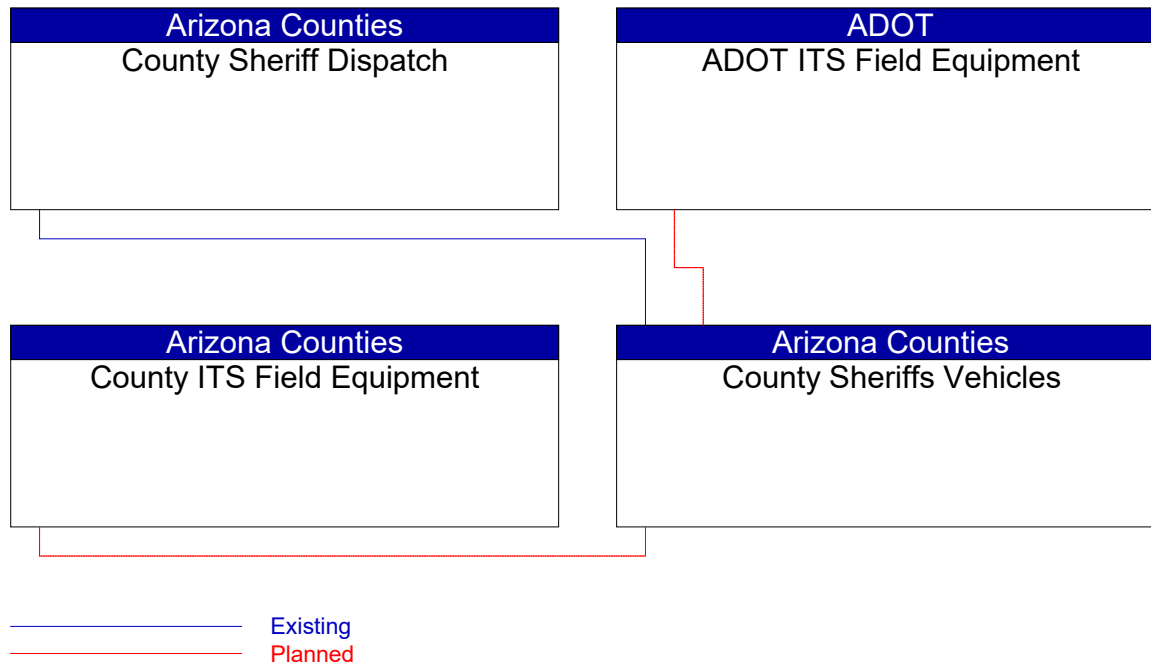 Arizona Counties
County Sheriff Dispatch
ADOT
ADOT ITS Field Equipment
Arizona Counties
County ITS Field Equipment
Arizona Counties
County Sheriffs Vehicles
Existing
Planned